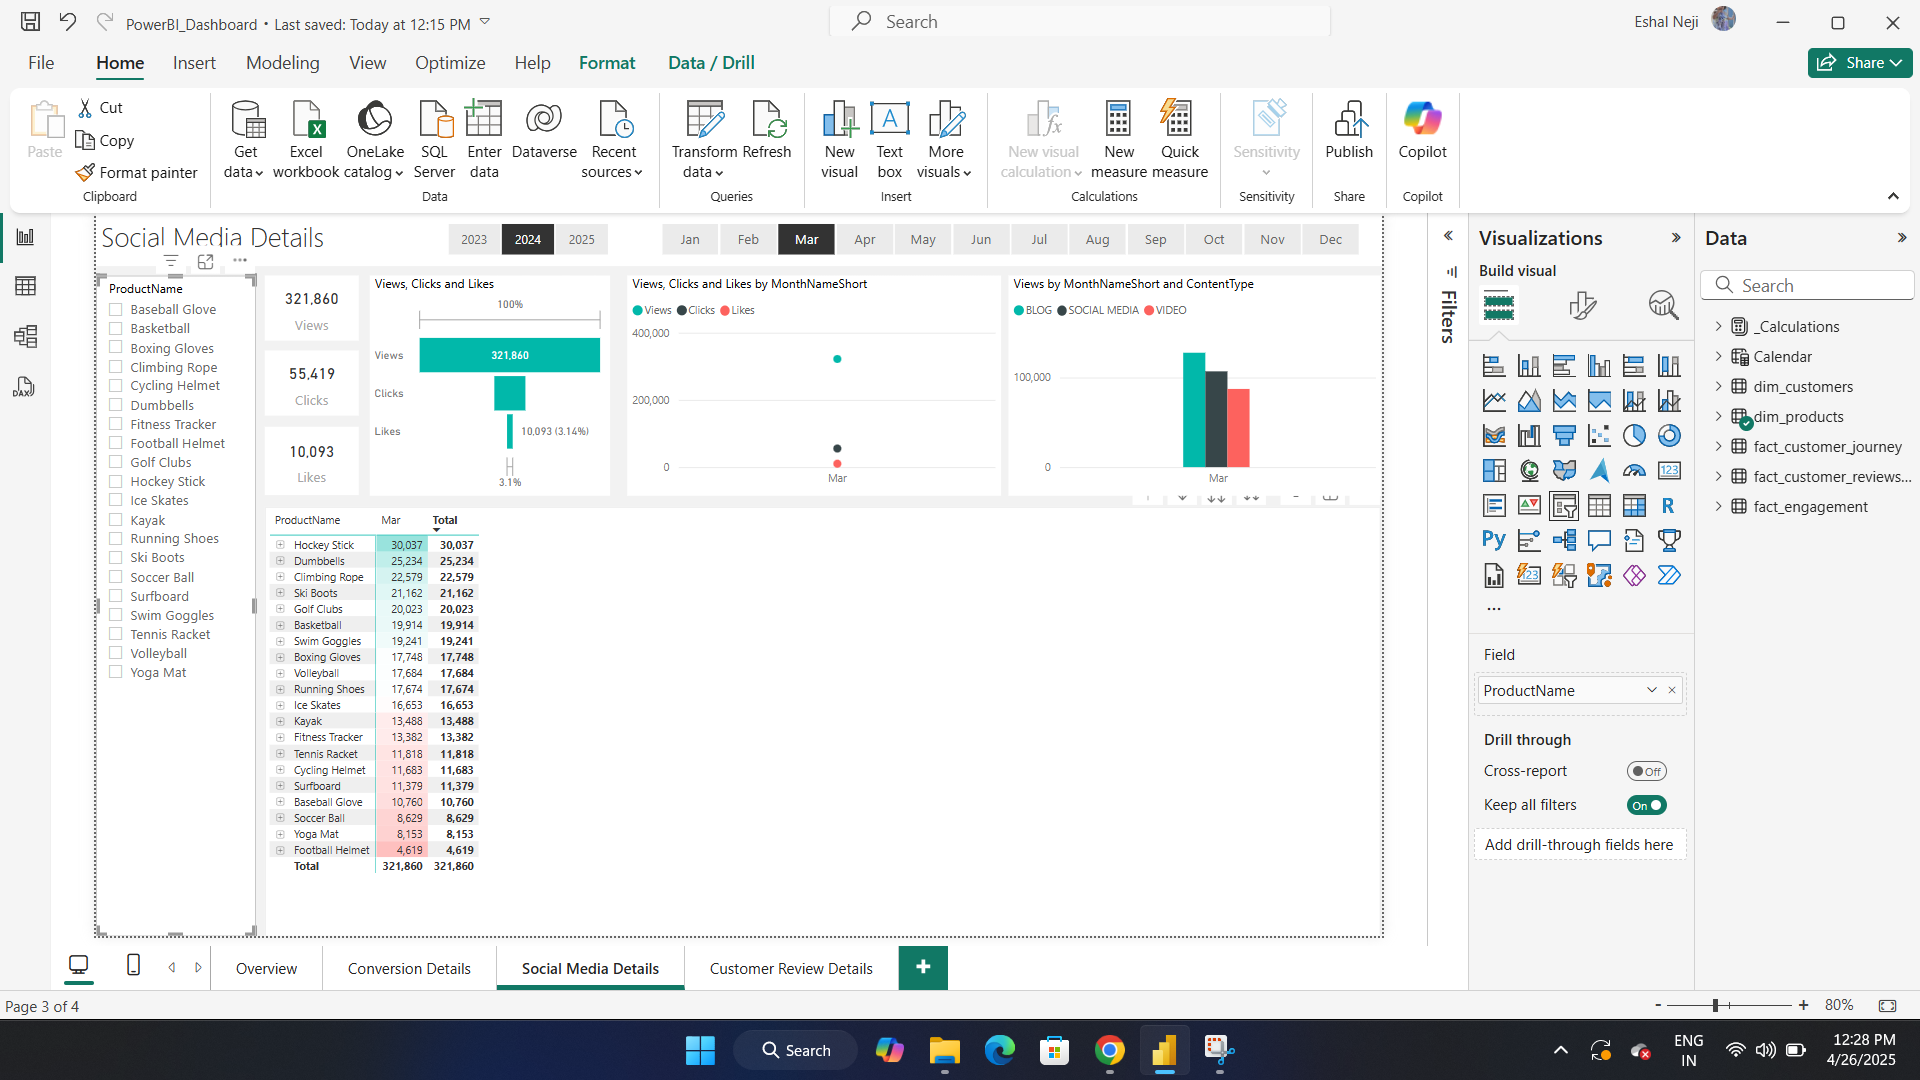 PowerBI_Dashboard • Last saved: Today at 12:15 PM
Search
Eshal Neji
File
Home
Insert
Modeling
View
Optimize
Help
Format
Data / Drill
Share
Paste
Cut
Copy
Format painter
Clipboard
Get data
Excel workbook
OneLake catalog
SQL Server
Enter data
Dataverse
Recent sources
Data
Transform data
Refresh
Queries
New visual
Text box
More visuals
Insert
New visual calculation
New measure
Quick measure
Calculations
Sensitivity
Sensitivity
Publish
Share
Copilot
Copilot
Social Media Details
2023
2024
2025
Jan
Feb
Mar
Apr
May
Jun
Jul
Aug
Sep
Oct
Nov
Dec
ProductName
Baseball Glove
Basketball
Boxing Gloves
Climbing Rope
Cycling Helmet
Dumbbells
Fitness Tracker
Football Helmet
Golf Clubs
Hockey Stick
Ice Skates
Kayak
Running Shoes
Ski Boots
Soccer Ball
Surfboard
Swim Goggles
Tennis Racket
Volleyball
Yoga Mat
321,860
Views
55,419
Clicks
10,093
Likes
Views, Clicks and Likes
100%
Views
321,860
Clicks
Likes
10,093 (3.14%)
3.1%
Views, Clicks and Likes by MonthNameShort
Views Clicks Likes
400,000
200,000
0
Mar
Views by MonthNameShort and ContentType
BLOG SOCIAL MEDIA VIDEO
100,000
0
Mar
ProductName Mar Total
Hockey Stick 30,037 30,037
Dumbbells 25,234 25,234
Climbing Rope 22,579 22,579
Ski Boots 21,162 21,162
Golf Clubs 20,023 20,023
Basketball 19,914 19,914
Swim Goggles 19,241 19,241
Boxing Gloves 17,748 17,748
Volleyball 17,684 17,684
Running Shoes 17,674 17,674
Ice Skates 16,653 16,653
Kayak 13,488 13,488
Fitness Tracker 13,382 13,382
Tennis Racket 11,818 11,818
Cycling Helmet 11,683 11,683
Surfboard 11,379 11,379
Baseball Glove 10,760 10,760
Soccer Ball 8,629 8,629
Yoga Mat 8,153 8,153
Football Helmet 4,619 4,619
Total 321,860 321,860
Filters
Visualizations
Build visual
Field
ProductName
Drill through
Cross-report
Off
Keep all filters
On
Add drill-through fields here
Data
Search
_Calculations
Calendar
dim_customers
dim_products
fact_customer_journey
fact_customer_reviews...
fact_engagement
Overview
Conversion Details
Social Media Details
Customer Review Details
Page 3 of 4
80%
Search
ENG
IN
12:28 PM
4/26/2025